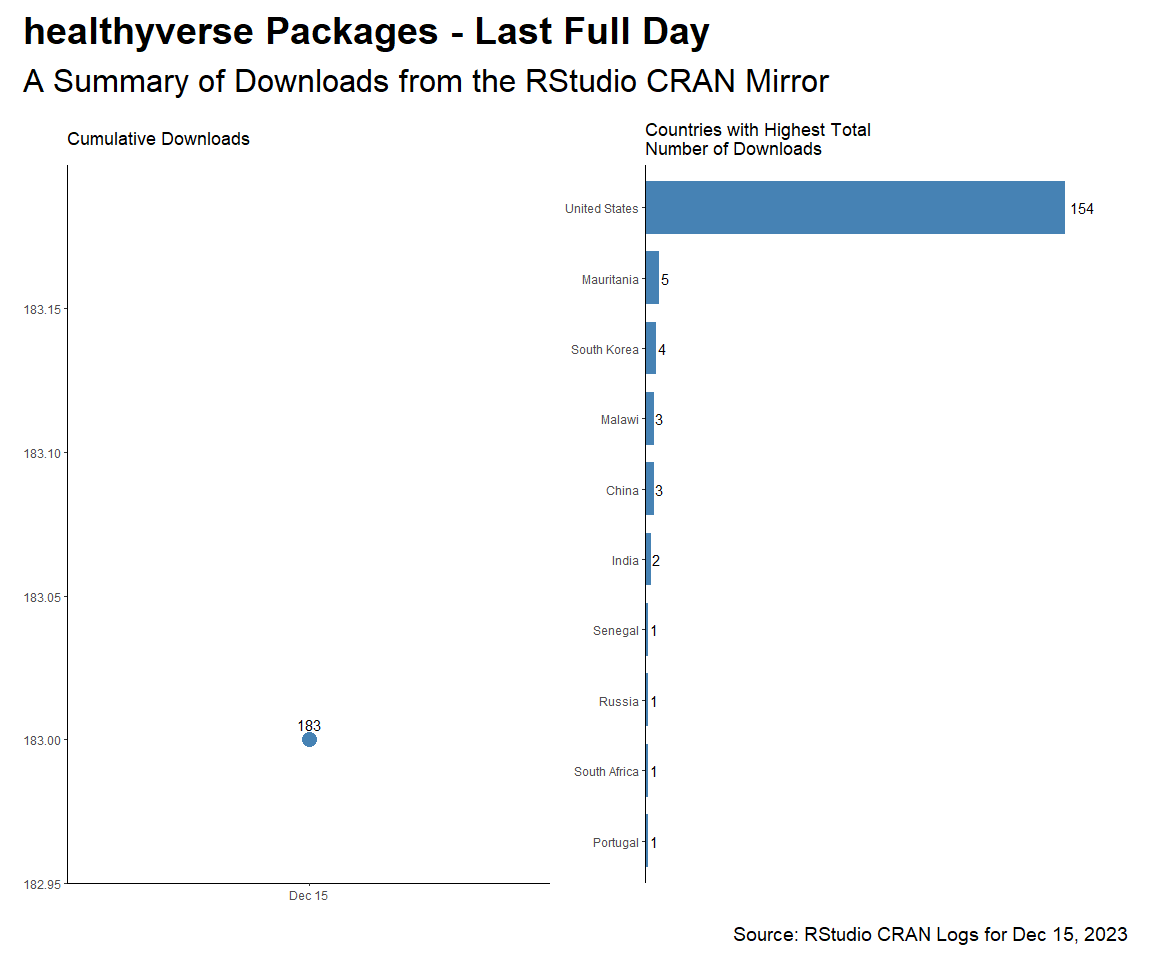 healthyverse Packages - Last Full Day
A Summary of Downloads from the RStudio CRAN Mirror
Cumulative Downloads
183.15
183.10
183.05
183.00
182.95
183
Dec 15
Countries with Highest Total
Number of Downloads
United States 154
Mauritania 5
South Korea 4
Malawi 3
China 3
India 2
Senegal 1
Russia 1
South Africa 1
Portugal 1
Source: RStudio CRAN Logs for Dec 15, 2023